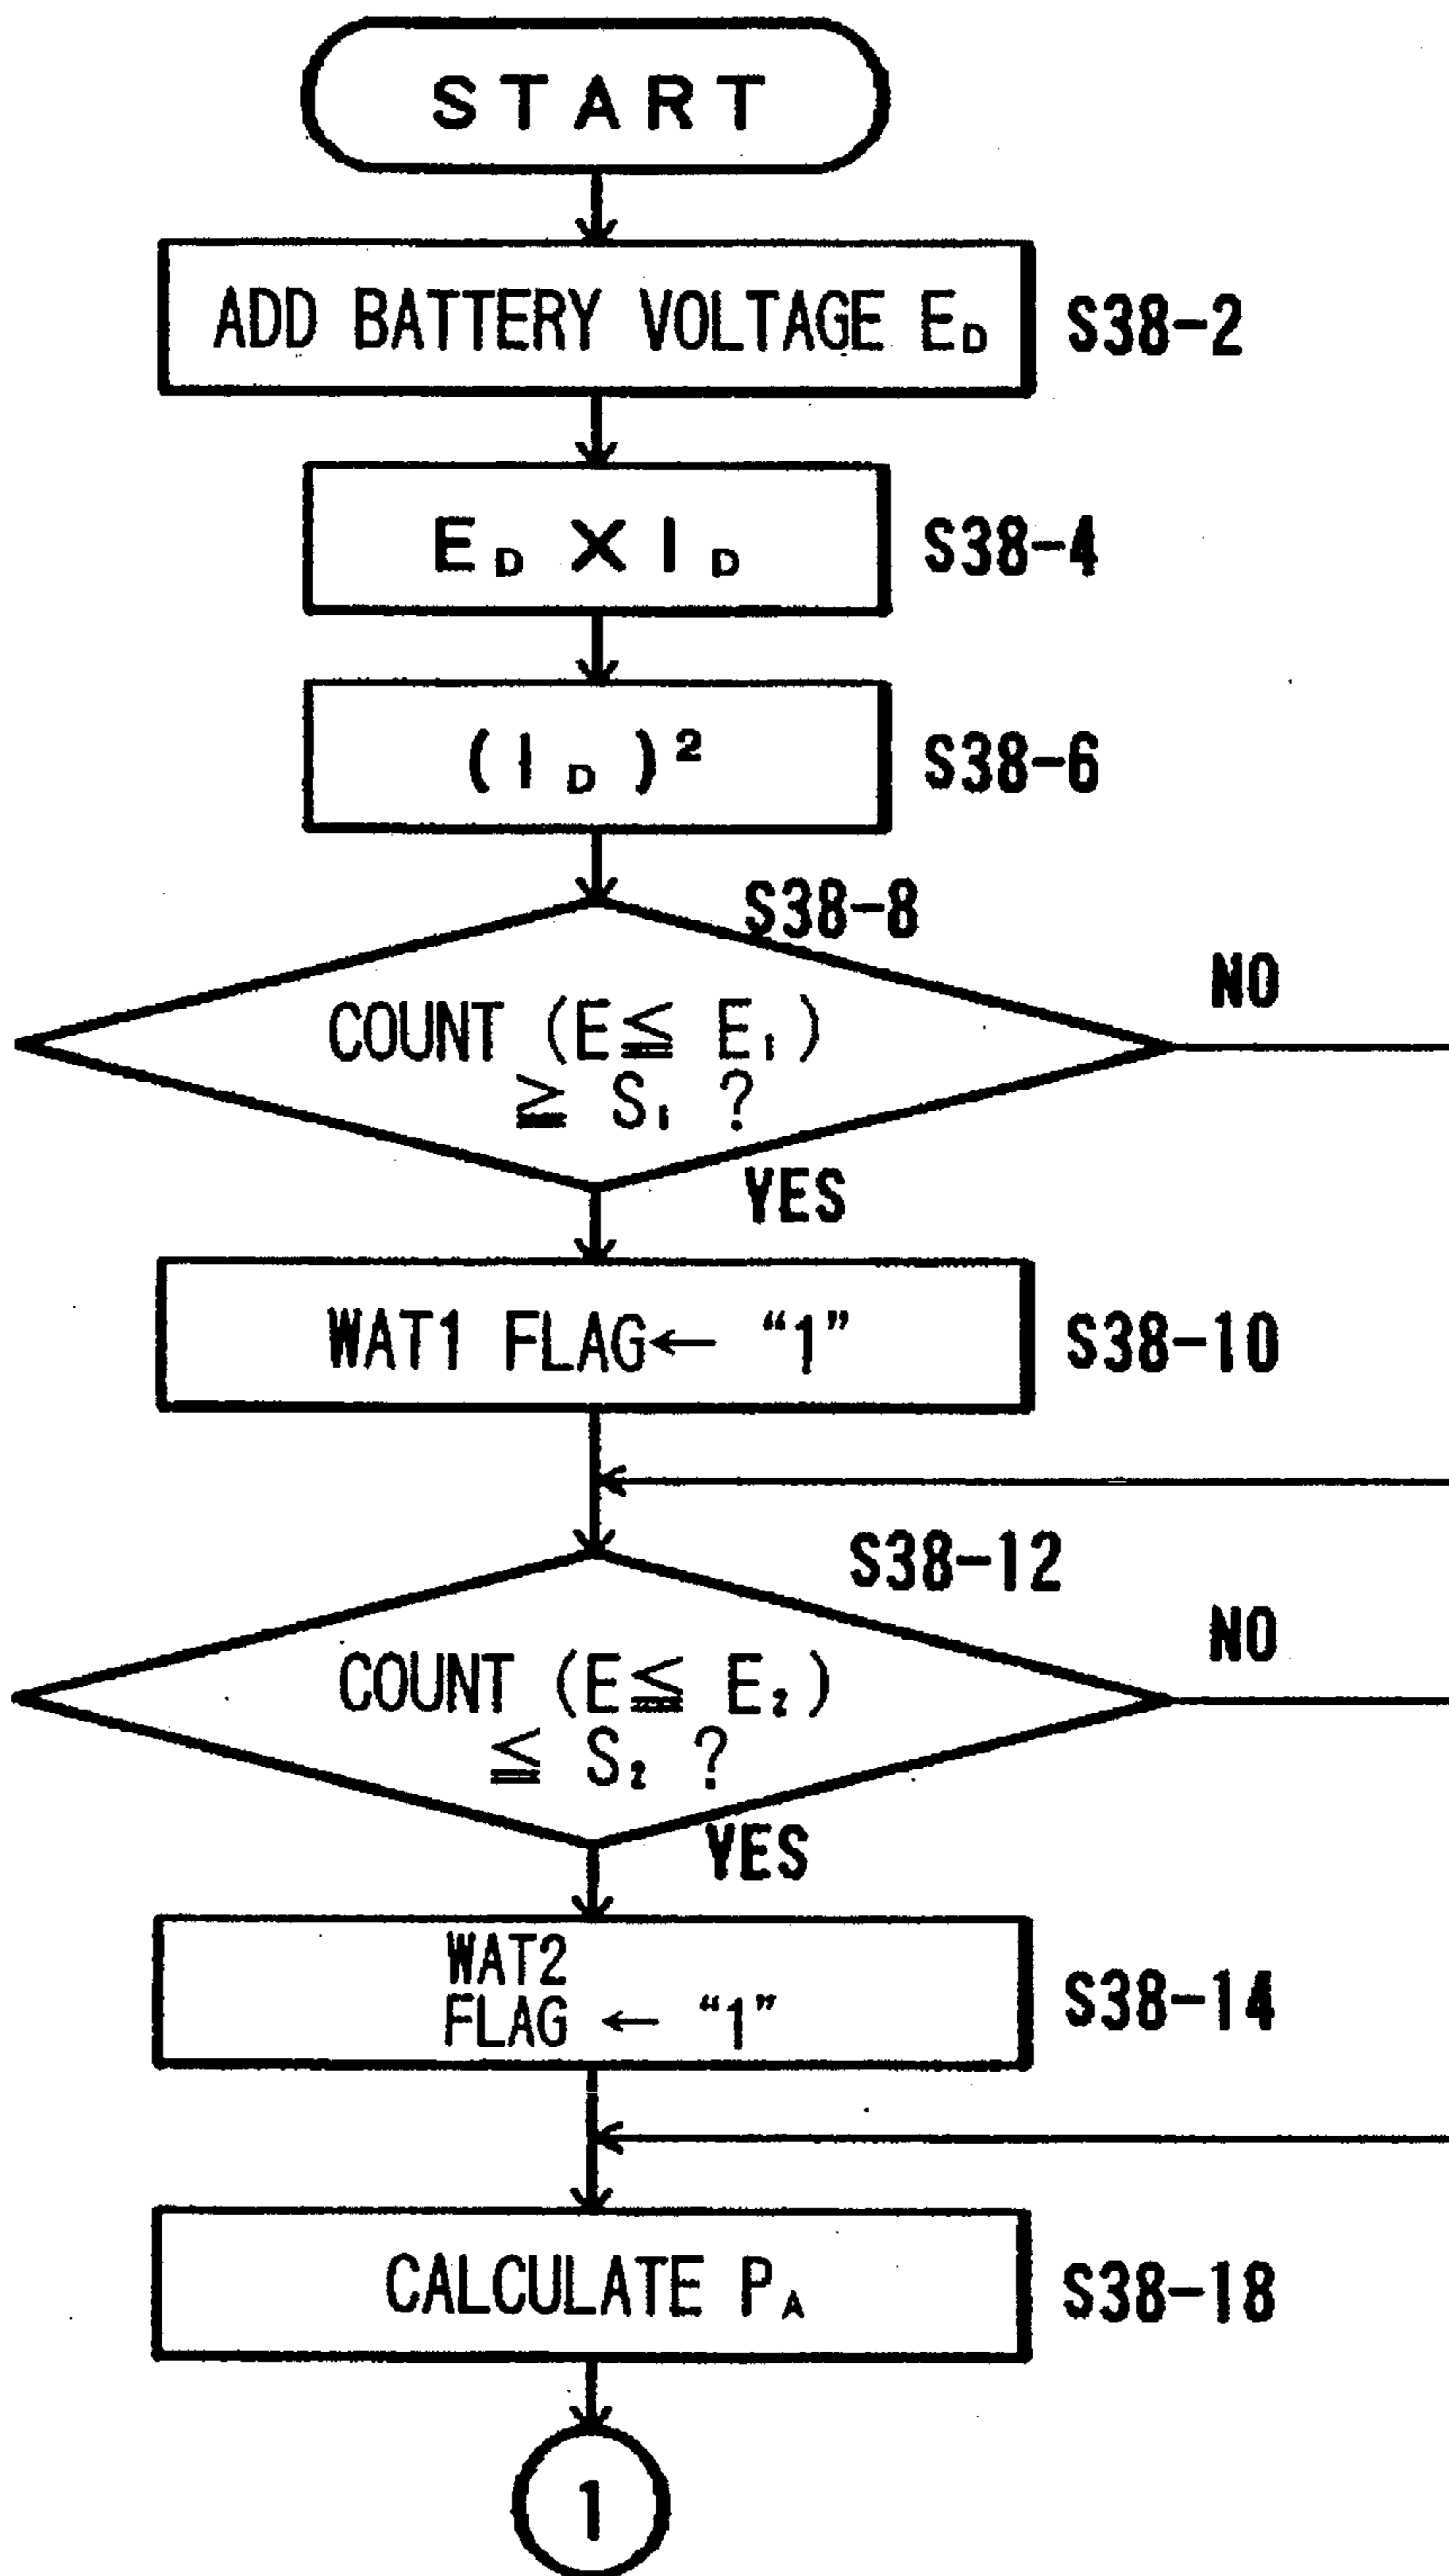 START
ADD BATTERY VOLTAGE E_D
S38-2
E_D × I_D
S38-4
(I_D)²
S38-6
S38-8
NO
COUNT (E≦ E₁)
≧ S₁ ?
YES
WAT1 FLAG← “1”
S38-10
S38-12
NO
COUNT (E≦ E₂)
≦ S₂ ?
YES
WAT2
FLAG ← “1”
S38-14
CALCULATE P_A
S38-18
1